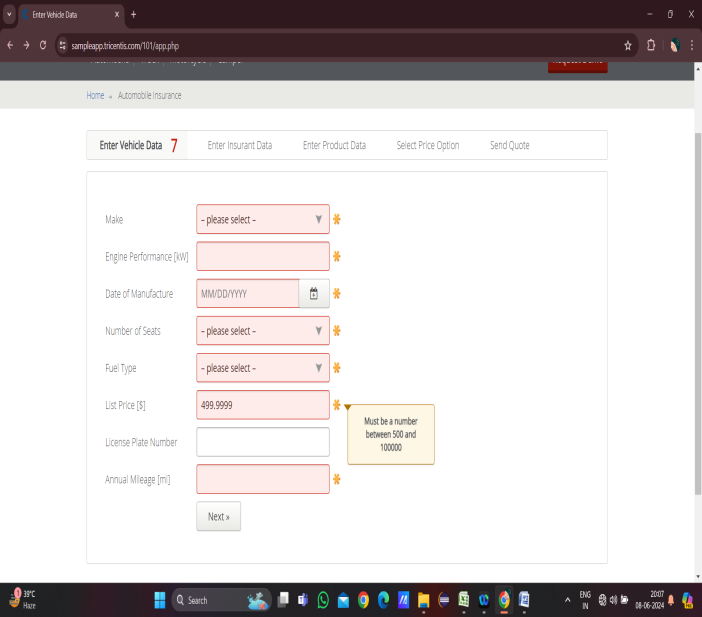 Enter Vehicle Data
sampleapp.tricentis.com/101/app.php
Home → Automobile Insurance
Enter Vehicle Data 7 Enter Insurant Data Enter Product Data Select Price Option Send Quote
Make – please select –
Engine Performance [kW]
Date of Manufacture MM/DD/YYYY
Number of Seats – please select –
Fuel Type – please select –
List Price [$] 499.9999
Must be a number
between 500 and
100000
License Plate Number
Annual Mileage [mi]
Next »
1 39°C
Haze
Search
ENG
IN
20:07
08-06-2024